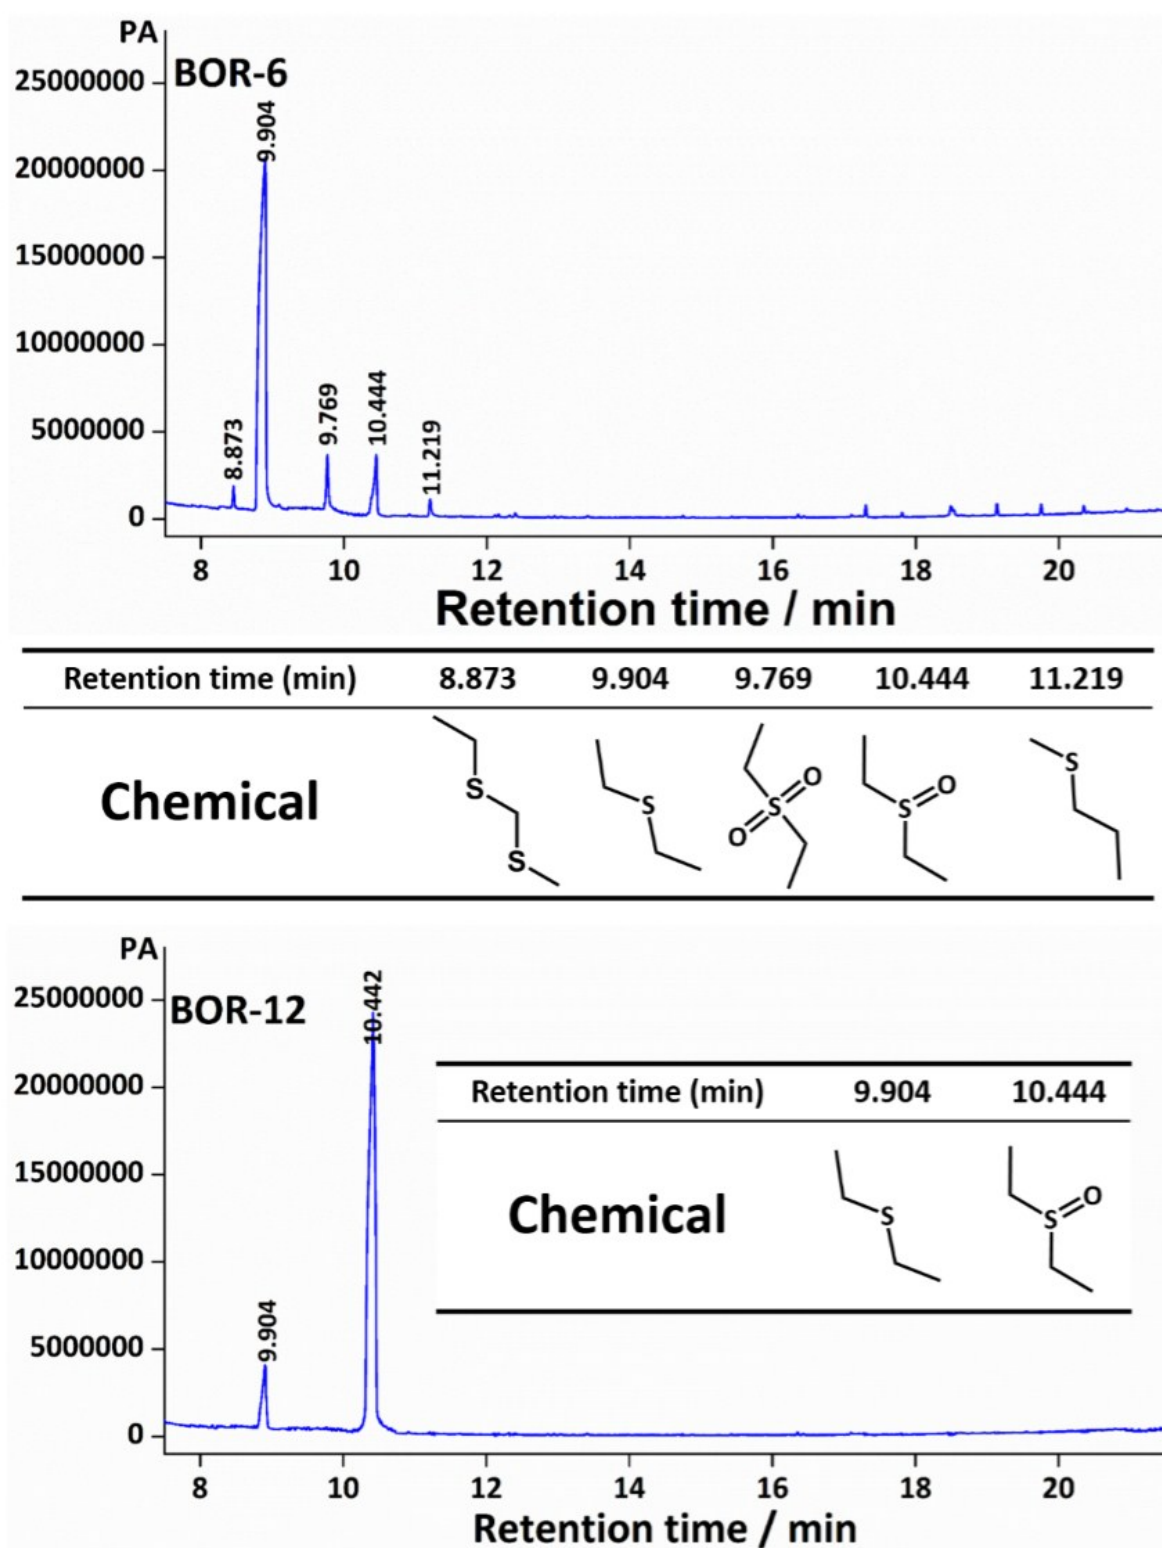 PA
BOR-6
25000000
20000000
15000000
10000000
5000000
0
8.873
9.904
9.769
10.444
11.219
8 10 12 14 16 18 20
Retention time / min
Retention time (min) 8.873 9.904 9.769 10.444 11.219
Chemical
S
S
S
S
O
O
S
O
S
PA
BOR-12
25000000
20000000
15000000
10000000
5000000
0
9.904
10.442
Retention time (min) 9.904 10.444
Chemical
S
S
O
8 10 12 14 16 18 20
Retention time / min